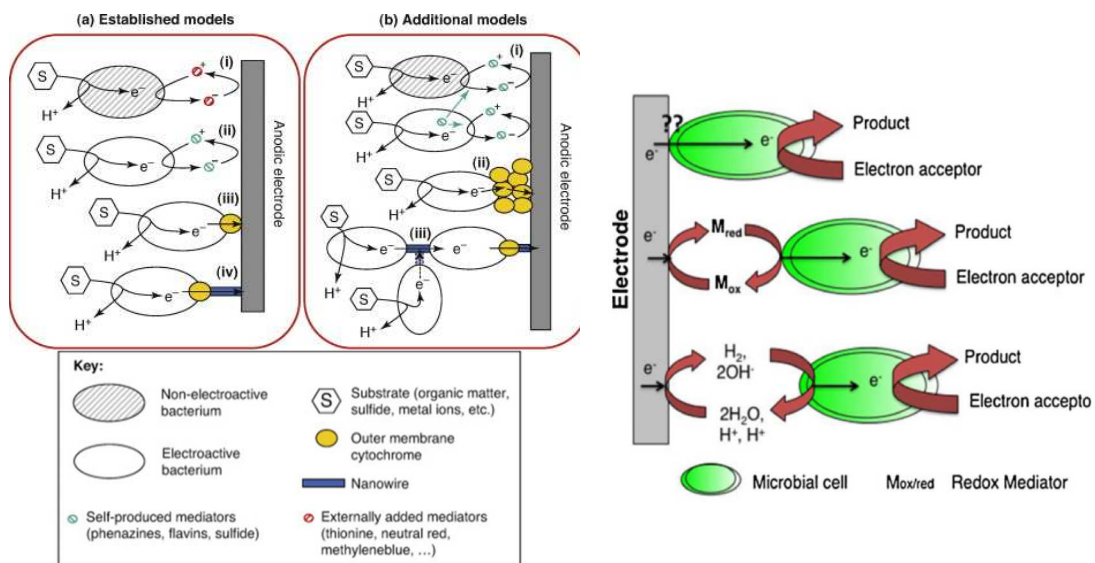 (a) Established models
S
e⁻
H⁺
+
-
(i)
S
e⁻
H⁺
+
-
(ii)
S
e⁻
H⁺
(iii)
S
e⁻
H⁺
(iv)
Anodic electrode
(b) Additional models
S
e⁻
H⁺
+
-
(i)
S
e⁻
H⁺
+
-
S
e⁻
H⁺
(ii)
S
H⁺
e⁻
(iii)
e⁻
S
e⁻
H⁺
Anodic electrode
Key:
Non-electroactive
bacterium
Electroactive
bacterium
Self-produced mediators
(phenazines, flavins, sulfide)
S
Substrate (organic matter,
sulfide, metal ions, etc.)
Outer membrane
cytochrome
Nanowire
Externally added mediators
(thionine, neutral red,
methyleneblue, ...)
Electrode
??
e⁻
e⁻
Product
Electron acceptor
e⁻
Mred
Mox
e⁻
Product
Electron acceptor
e⁻
H₂,
2OH⁻
2H₂O,
H⁺, H⁺
e⁻
Product
Electron accepto
Microbial cell
Mox/red
Redox Mediator